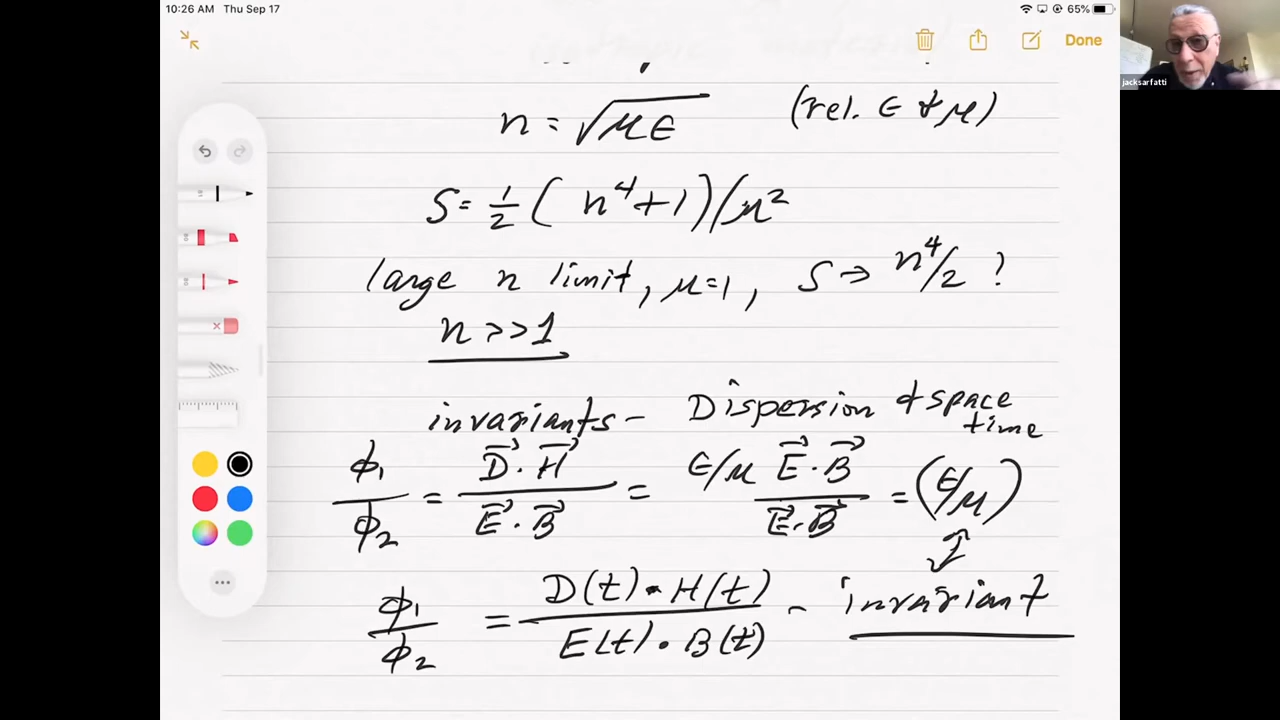 10:26 AM Thu Sep 17
65%
Done
jacksarfatti
n = √με (rel. ε & μ)
S = 1/2 (n⁴+1)/μ²
large n limit, μ=1, S ⇒ n⁴/2 ?
n >> 1
invariants - Dispersion & space
time
ϕ₁/ϕ₂ = D⃗·H⃗ / E⃗·B⃗ = ε/μ E⃗·B⃗ / E⃗·B⃗ = (ε/μ)
ϕ₁/ϕ₂ = D(t)·H(t) / E(t)·B(t) - invariant